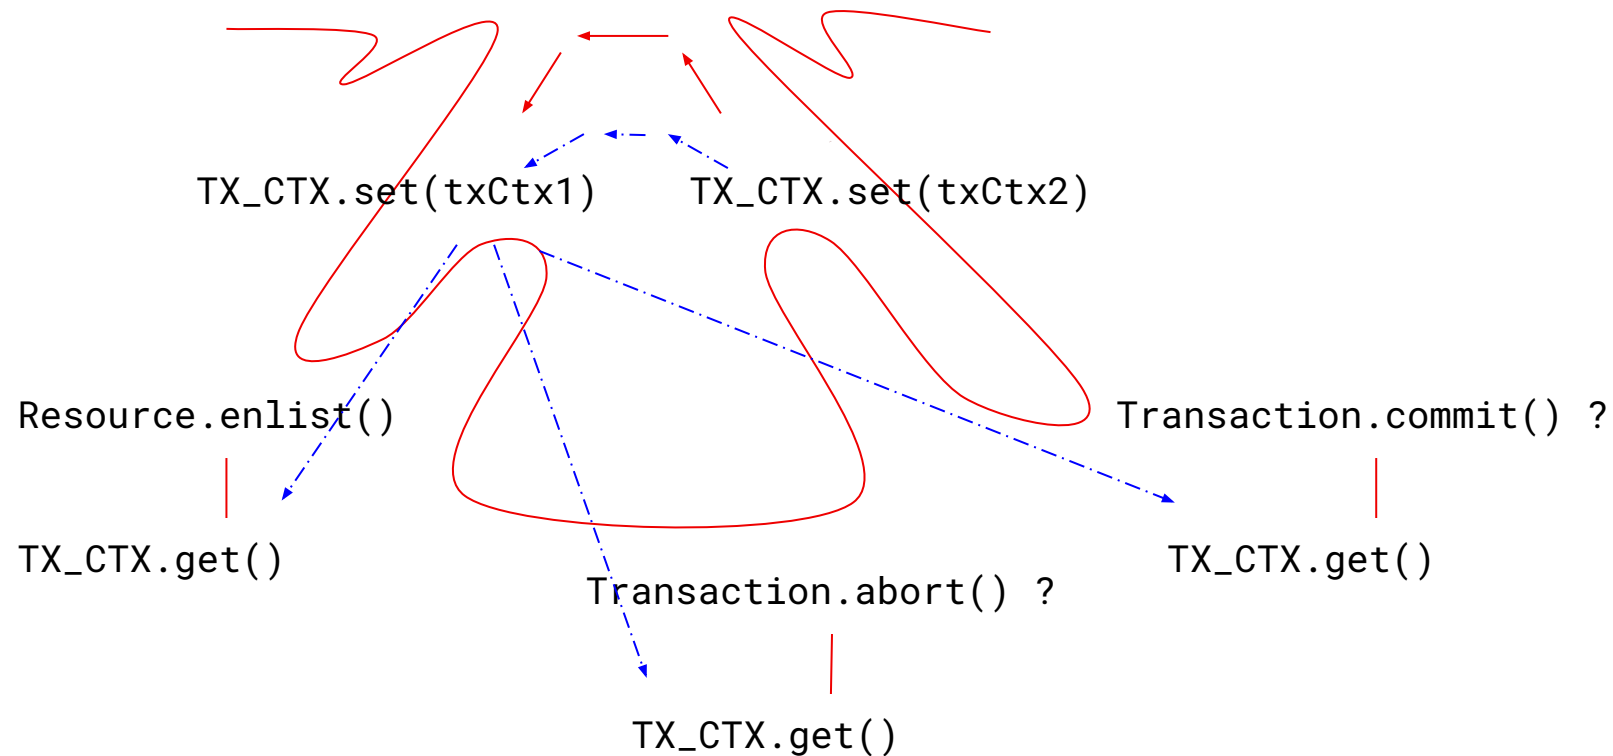 TX_CTX.set(txCtx1)
TX_CTX.set(txCtx2)
Resource.enlist()
Transaction.commit() ?
TX_CTX.get()
TX_CTX.get()
Transaction.abort() ?
TX_CTX.get()